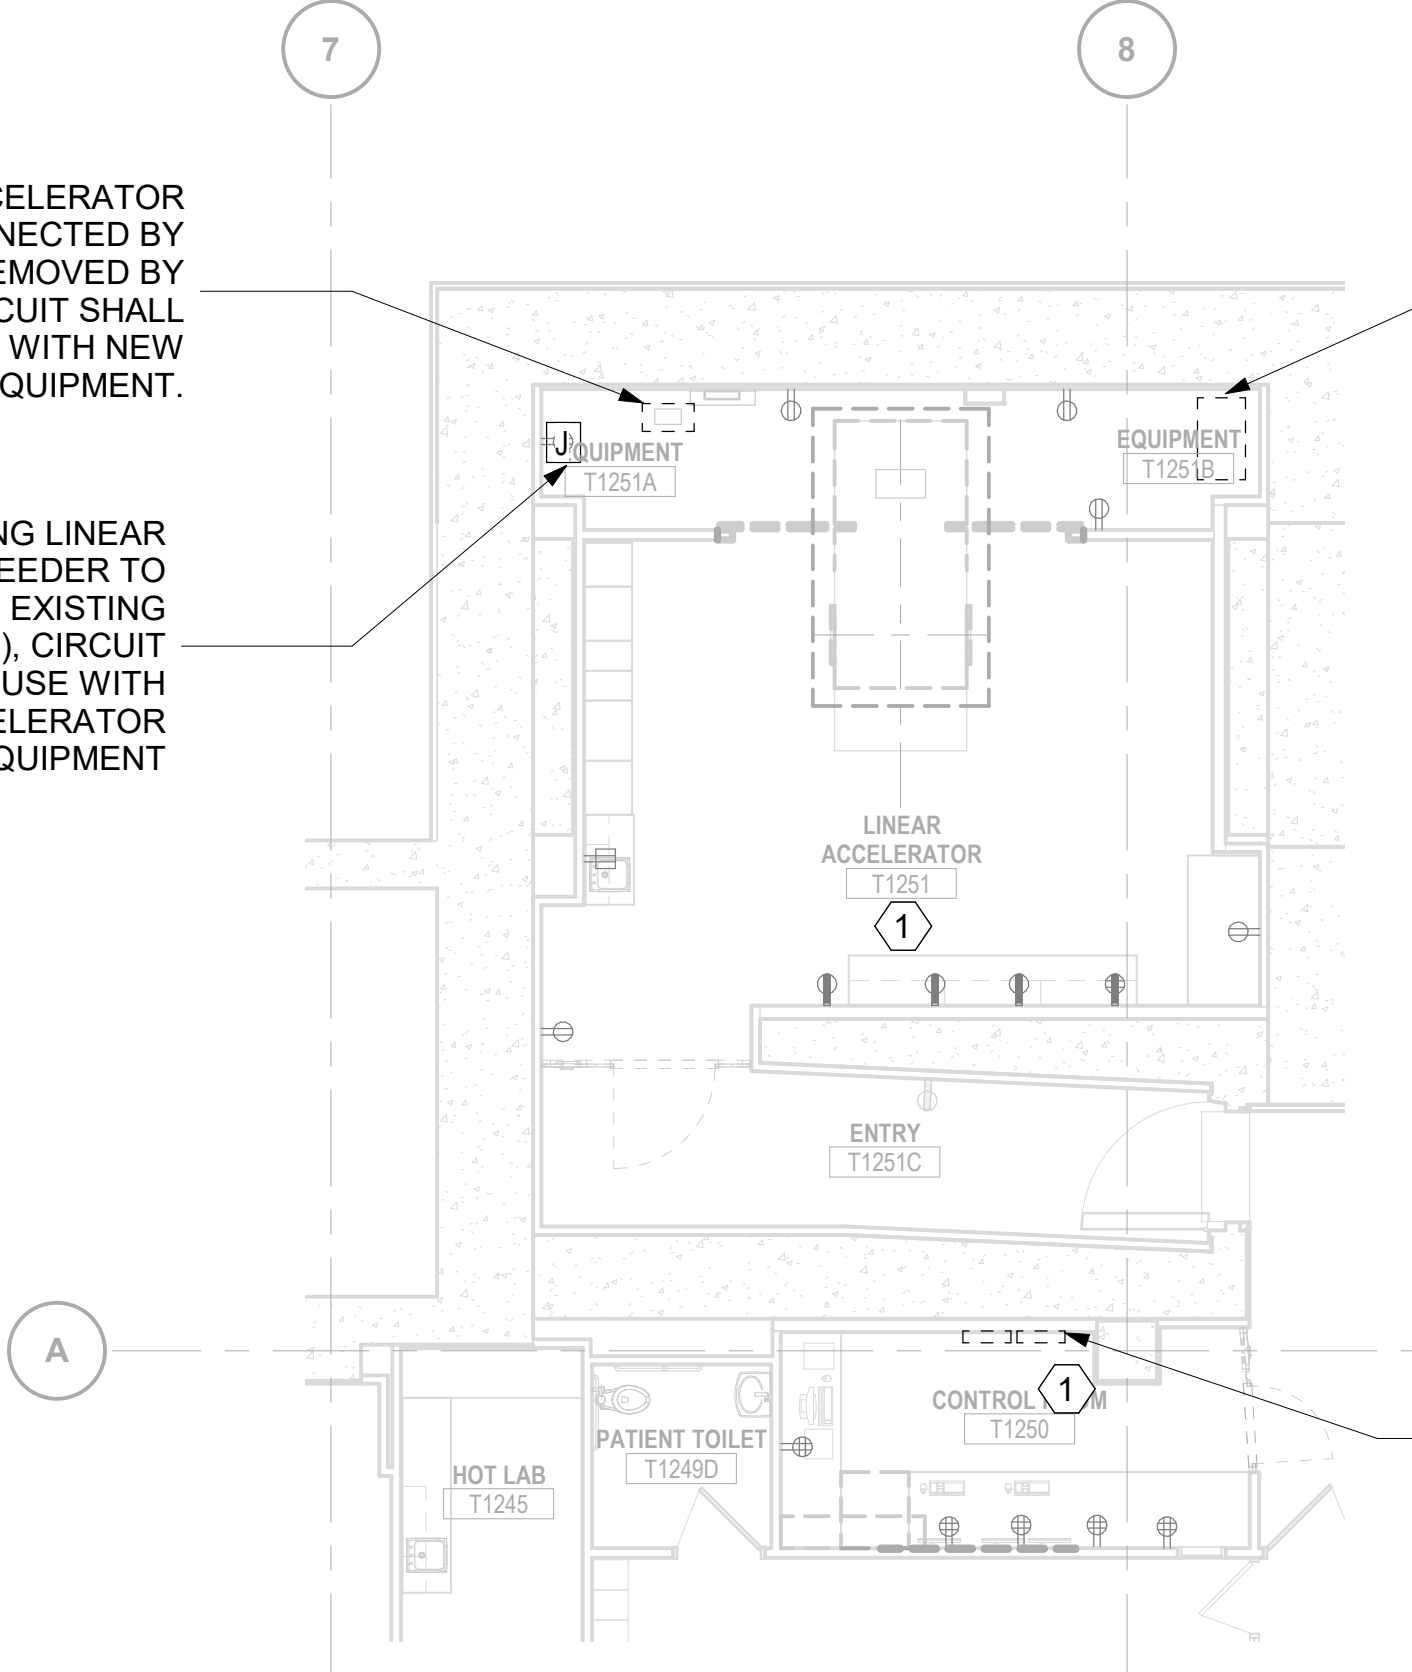 7
8
CELERATOR
NECTED BY
EMOVED BY
CUIT SHALL
WITH NEW
QUIPMENT.
J
QUIPMENT
T1251A
EQUIPMENT
T1251B
NG LINEAR
EEDER TO
EXISTING
), CIRCUIT
USE WITH
ELERATOR
QUIPMENT
LINEAR
ACCELERATOR
T1251
1
ENTRY
T1251C
A
1
CONTROL M
T1250
PATIENT TOILET
T1249D
HOT LAB
T1245